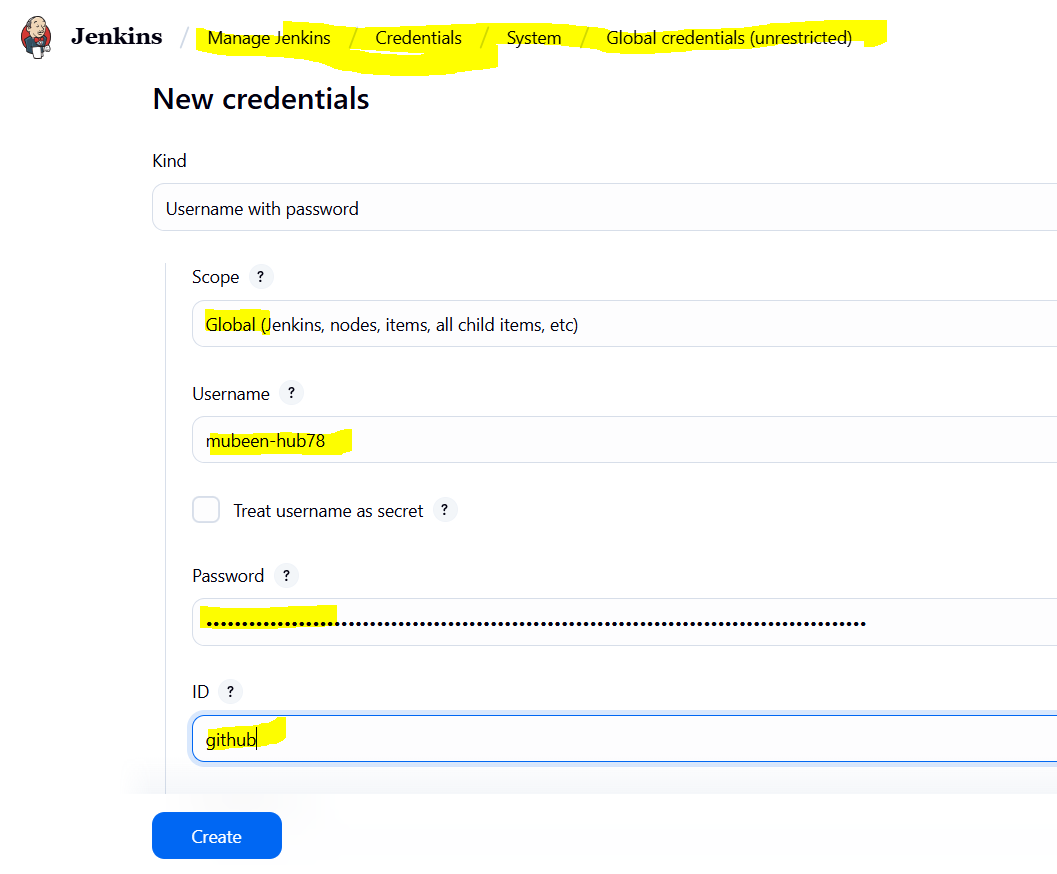 Jenkins / Manage Jenkins / Credentials / System / Global credentials (unrestricted)
New credentials
Kind
Username with password
Scope ?
Global (Jenkins, nodes, items, all child items, etc)
Username ?
mubeen-hub78
Treat username as secret ?
Password ?
••••••••••••••••••••••••••••••••••••••••••••••••••••••••••••••••••••••••••••••••••••••••••••
ID ?
github
Create